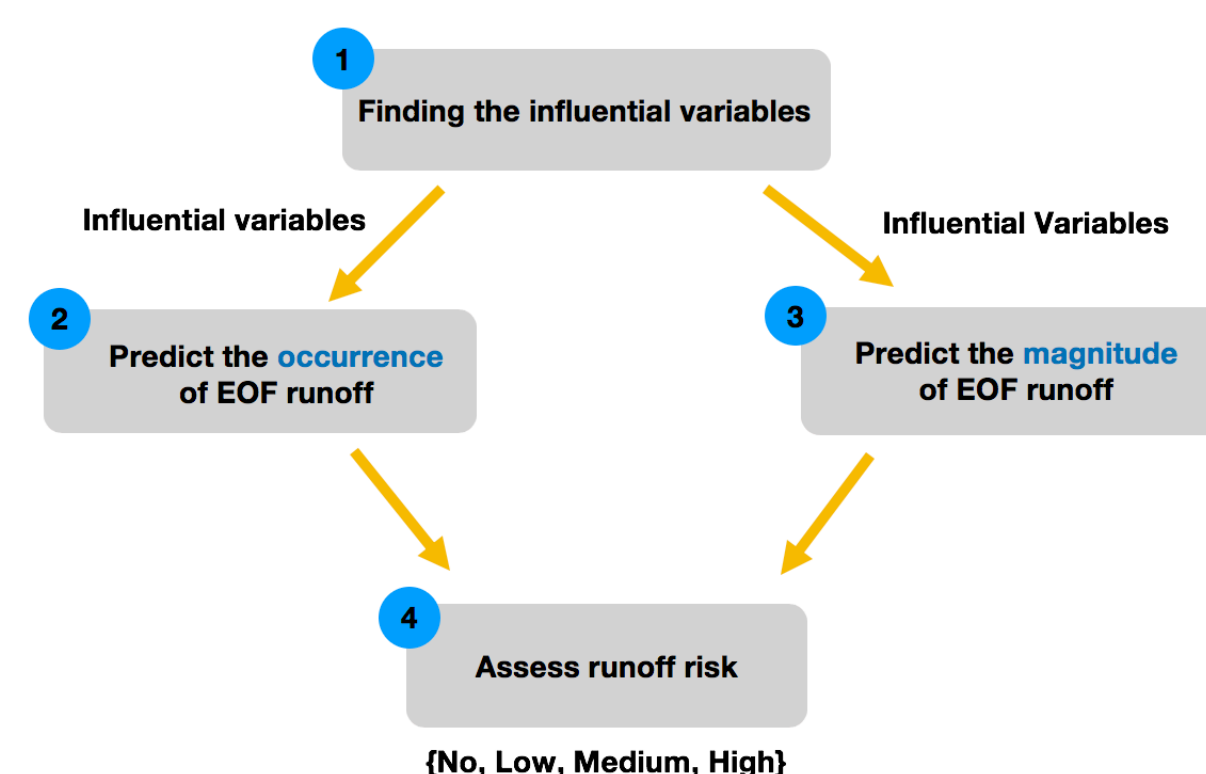 1
Finding the influential variables
Influential variables
Influential Variables
2
Predict the occurrence
of EOF runoff
3
Predict the magnitude
of EOF runoff
4
Assess runoff risk
{No, Low, Medium, High}